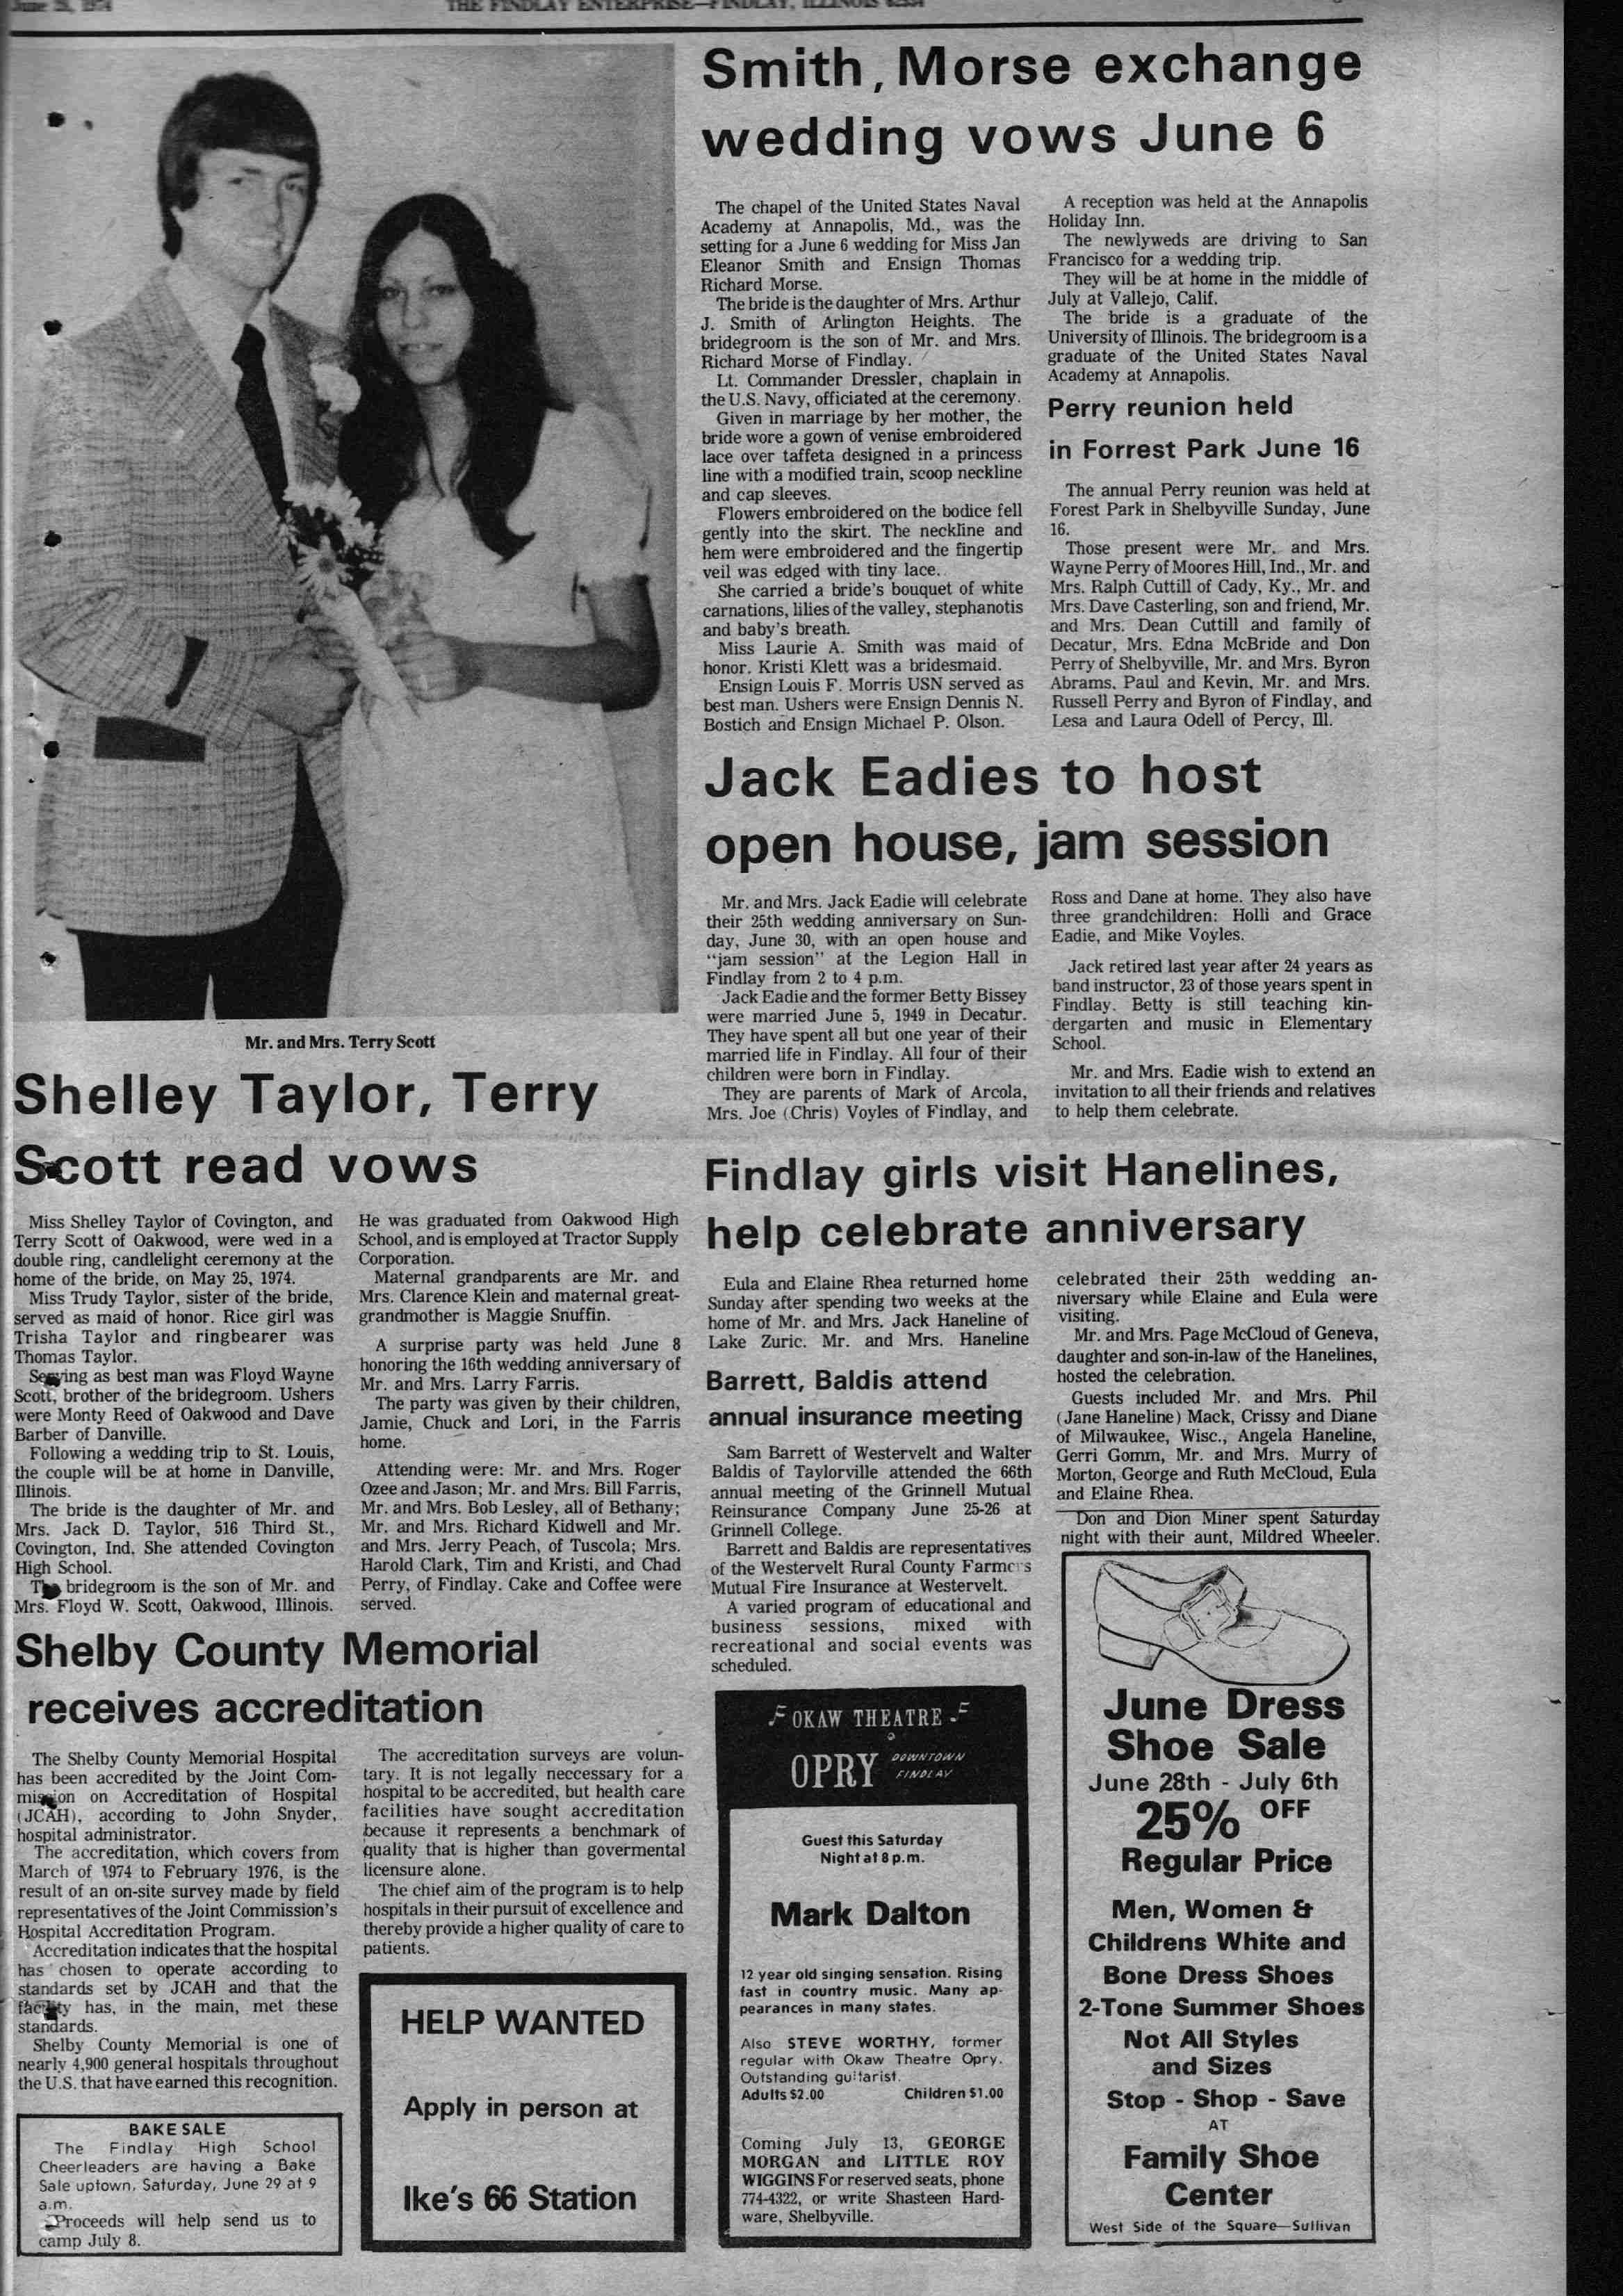 June 28, 1974
THE FINDLAY ENTERPRISE—FINDLAY, ILLINOIS 62534
Mr. and Mrs. Terry Scott
Shelley Taylor, Terry
Scott read vows
Miss Shelley Taylor of Covington, and
Terry Scott of Oakwood, were wed in a
double ring, candlelight ceremony at the
home of the bride, on May 25, 1974.
Miss Trudy Taylor, sister of the bride,
served as maid of honor. Rice girl was
Trisha Taylor and ringbearer was
Thomas Taylor.
Serving as best man was Floyd Wayne
Scott, brother of the bridegroom. Ushers
were Monty Reed of Oakwood and Dave
Barber of Danville.
Following a wedding trip to St. Louis,
the couple will be at home in Danville,
Illinois.
The bride is the daughter of Mr. and
Mrs. Jack D. Taylor, 516 Third St.,
Covington, Ind. She attended Covington
High School.
The bridegroom is the son of Mr. and
Mrs. Floyd W. Scott, Oakwood, Illinois.
He was graduated from Oakwood High
School, and is employed at Tractor Supply
Corporation.
Maternal grandparents are Mr. and
Mrs. Clarence Klein and maternal great-
grandmother is Maggie Snuffin.
A surprise party was held June 8
honoring the 16th wedding anniversary of
Mr. and Mrs. Larry Farris.
The party was given by their children,
Jamie, Chuck and Lori, in the Farris
home.
Attending were: Mr. and Mrs. Roger
Ozee and Jason; Mr. and Mrs. Bill Farris,
Mr. and Mrs. Bob Lesley, all of Bethany;
Mr. and Mrs. Richard Kidwell and Mr.
and Mrs. Jerry Peach, of Tuscola; Mrs.
Harold Clark, Tim and Kristi, and Chad
Perry, of Findlay. Cake and Coffee were
served.
Shelby County Memorial
receives accreditation
The Shelby County Memorial Hospital
has been accredited by the Joint Com-
mission on Accreditation of Hospital
(JCAH), according to John Snyder,
hospital administrator.
The accreditation, which covers from
March of 1974 to February 1976, is the
result of an on-site survey made by field
representatives of the Joint Commission's
Hospital Accreditation Program.
Accreditation indicates that the hospital
has chosen to operate according to
standards set by JCAH and that the
facility has, in the main, met these
standards.
Shelby County Memorial is one of
nearly 4,900 general hospitals throughout
the U.S. that have earned this recognition.
The accreditation surveys are volun-
tary. It is not legally neccessary for a
hospital to be accredited, but health care
facilities have sought accreditation
because it represents a benchmark of
quality that is higher than govermental
licensure alone.
The chief aim of the program is to help
hospitals in their pursuit of excellence and
thereby provide a higher quality of care to
patients.
BAKE SALE
The Findlay High School
Cheerleaders are having a Bake
Sale uptown, Saturday, June 29 at 9
a.m.
Proceeds will help send us to
camp July 8.
HELP WANTED
Apply in person at
Ike's 66 Station
Smith, Morse exchange
wedding vows June 6
The chapel of the United States Naval
Academy at Annapolis, Md., was the
setting for a June 6 wedding for Miss Jan
Eleanor Smith and Ensign Thomas
Richard Morse.
The bride is the daughter of Mrs. Arthur
J. Smith of Arlington Heights. The
bridegroom is the son of Mr. and Mrs.
Richard Morse of Findlay.
Lt. Commander Dressler, chaplain in
the U.S. Navy, officiated at the ceremony.
Given in marriage by her mother, the
bride wore a gown of venise embroidered
lace over taffeta designed in a princess
line with a modified train, scoop neckline
and cap sleeves.
Flowers embroidered on the bodice fell
gently into the skirt. The neckline and
hem were embroidered and the fingertip
veil was edged with tiny lace.
She carried a bride's bouquet of white
carnations, lilies of the valley, stephanotis
and baby's breath.
Miss Laurie A. Smith was maid of
honor. Kristi Klett was a bridesmaid.
Ensign Louis F. Morris USN served as
best man. Ushers were Ensign Dennis N.
Bostich and Ensign Michael P. Olson.
A reception was held at the Annapolis
Holiday Inn.
The newlyweds are driving to San
Francisco for a wedding trip.
They will be at home in the middle of
July at Vallejo, Calif.
The bride is a graduate of the
University of Illinois. The bridegroom is a
graduate of the United States Naval
Academy at Annapolis.
Perry reunion held
in Forrest Park June 16
The annual Perry reunion was held at
Forest Park in Shelbyville Sunday, June
16.
Those present were Mr. and Mrs.
Wayne Perry of Moores Hill, Ind., Mr. and
Mrs. Ralph Cuttill of Cady, Ky., Mr. and
Mrs. Dave Casterling, son and friend, Mr.
and Mrs. Dean Cuttill and family of
Decatur, Mrs. Edna McBride and Don
Perry of Shelbyville, Mr. and Mrs. Byron
Abrams, Paul and Kevin, Mr. and Mrs.
Russell Perry and Byron of Findlay, and
Lesa and Laura Odell of Percy, Ill.
Jack Eadies to host
open house, jam session
Mr. and Mrs. Jack Eadie will celebrate
their 25th wedding anniversary on Sun-
day, June 30, with an open house and
"jam session" at the Legion Hall in
Findlay from 2 to 4 p.m.
Jack Eadie and the former Betty Bissey
were married June 5, 1949 in Decatur.
They have spent all but one year of their
married life in Findlay. All four of their
children were born in Findlay.
They are parents of Mark of Arcola,
Mrs. Joe (Chris) Voyles of Findlay, and
Ross and Dane at home. They also have
three grandchildren: Holli and Grace
Eadie, and Mike Voyles.
Jack retired last year after 24 years as
band instructor, 23 of those years spent in
Findlay. Betty is still teaching kin-
dergarten and music in Elementary
School.
Mr. and Mrs. Eadie wish to extend an
invitation to all their friends and relatives
to help them celebrate.
Findlay girls visit Hanelines,
help celebrate anniversary
Eula and Elaine Rhea returned home
Sunday after spending two weeks at the
home of Mr. and Mrs. Jack Haneline of
Lake Zuric. Mr. and Mrs. Haneline
celebrated their 25th wedding an-
niversary while Elaine and Eula were
visiting.
Mr. and Mrs. Page McCloud of Geneva,
daughter and son-in-law of the Hanelines,
hosted the celebration.
Guests included Mr. and Mrs. Phil
(Jane Haneline) Mack, Crissy and Diane
of Milwaukee, Wisc., Angela Haneline,
Gerri Gomm, Mr. and Mrs. Murry of
Morton, George and Ruth McCloud, Eula
and Elaine Rhea.
Don and Dion Miner spent Saturday
night with their aunt, Mildred Wheeler.
Barrett, Baldis attend
annual insurance meeting
Sam Barrett of Westervelt and Walter
Baldis of Taylorville attended the 66th
annual meeting of the Grinnell Mutual
Reinsurance Company June 25-26 at
Grinnell College.
Barrett and Baldis are representatives
of the Westervelt Rural County Farmers
Mutual Fire Insurance at Westervelt.
A varied program of educational and
business sessions, mixed with
recreational and social events was
scheduled.
OKAW THEATRE
OPRY DOWNTOWN
FINDLAY
Guest this Saturday
Night at 8 p.m.
Mark Dalton
12 year old singing sensation. Rising
fast in country music. Many ap-
pearances in many states.
Also STEVE WORTHY, former
regular with Okaw Theatre Opry.
Outstanding guitarist.
Adults $2.00 Children $1.00
Coming July 13, GEORGE
MORGAN and LITTLE ROY
WIGGINS For reserved seats, phone
774-4322, or write Shasteen Hard-
ware, Shelbyville.
June Dress
Shoe Sale
June 28th - July 6th
25% OFF
Regular Price
Men, Women &
Childrens White and
Bone Dress Shoes
2-Tone Summer Shoes
Not All Styles
and Sizes
Stop - Shop - Save
AT
Family Shoe
Center
West Side of the Square—Sullivan